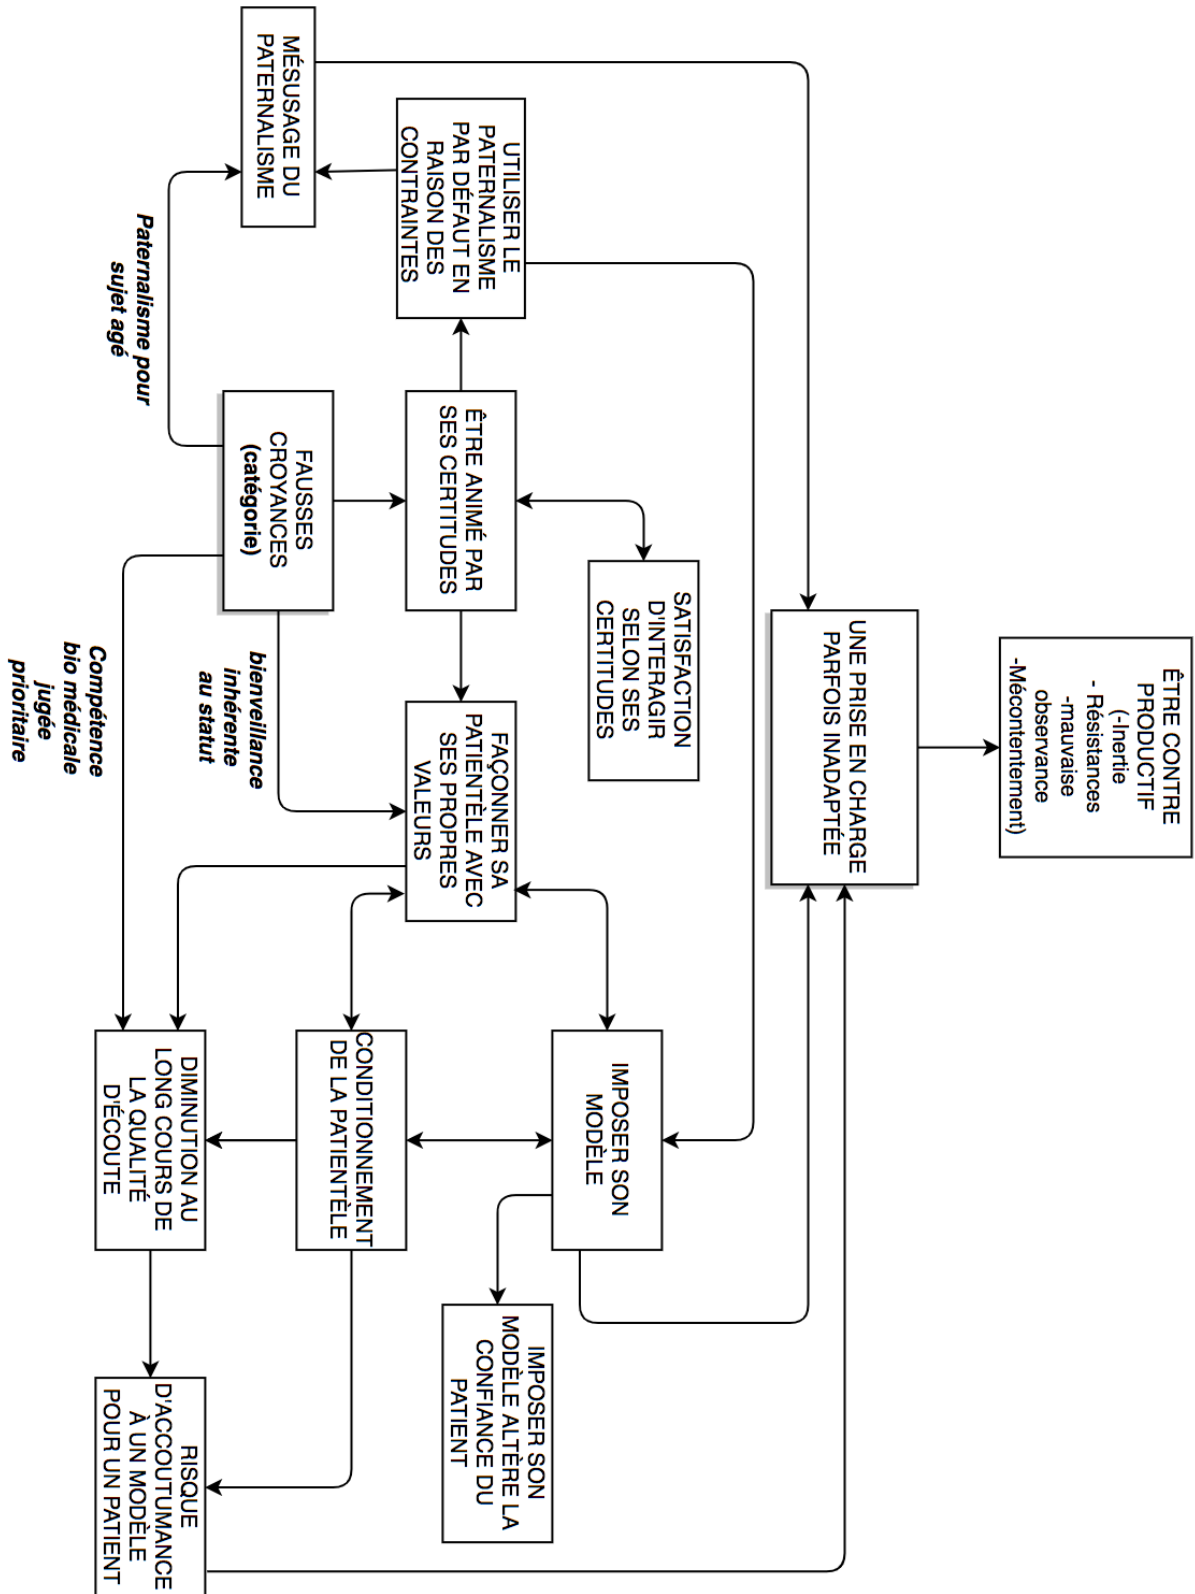 ÊTRE CONTRE
PRODUCTIF
(-Inertie
- Résistances
-mauvaise
observance
-Mécontentement)
UNE PRISE EN CHARGE
PARFOIS INADAPTÉE
SATISFACTION
D'INTERAGIR
SELON SES
CERTITUDES
UTILISER LE
PATERNALISME
PAR DÉFAUT EN
RAISON DES
CONTRAINTES
ÊTRE ANIMÉ PAR
SES CERTITUDES
FAÇONNER SA
PATIENTÈLE AVEC
SES PROPRES
VALEURS
IMPOSER SON
MODÈLE
IMPOSER SON
MODÈLE ALTÈRE LA
CONFIANCE DU
PATIENT
MÉSUSAGE DU
PATERNALISME
FAUSSES
CROYANCES
(catégorie)
bienveillance
inhérente
au statut
CONDITIONNEMENT
DE LA PATIENTÈLE
Paternalisme pour
sujet agé
Compétence
bio médicale
jugée
prioritaire
DIMINUTION AU
LONG COURS DE
LA QUALITÉ
D'ÉCOUTE
RISQUE
D'ACCOUTUMANCE
À UN MODÈLE
POUR UN PATIENT